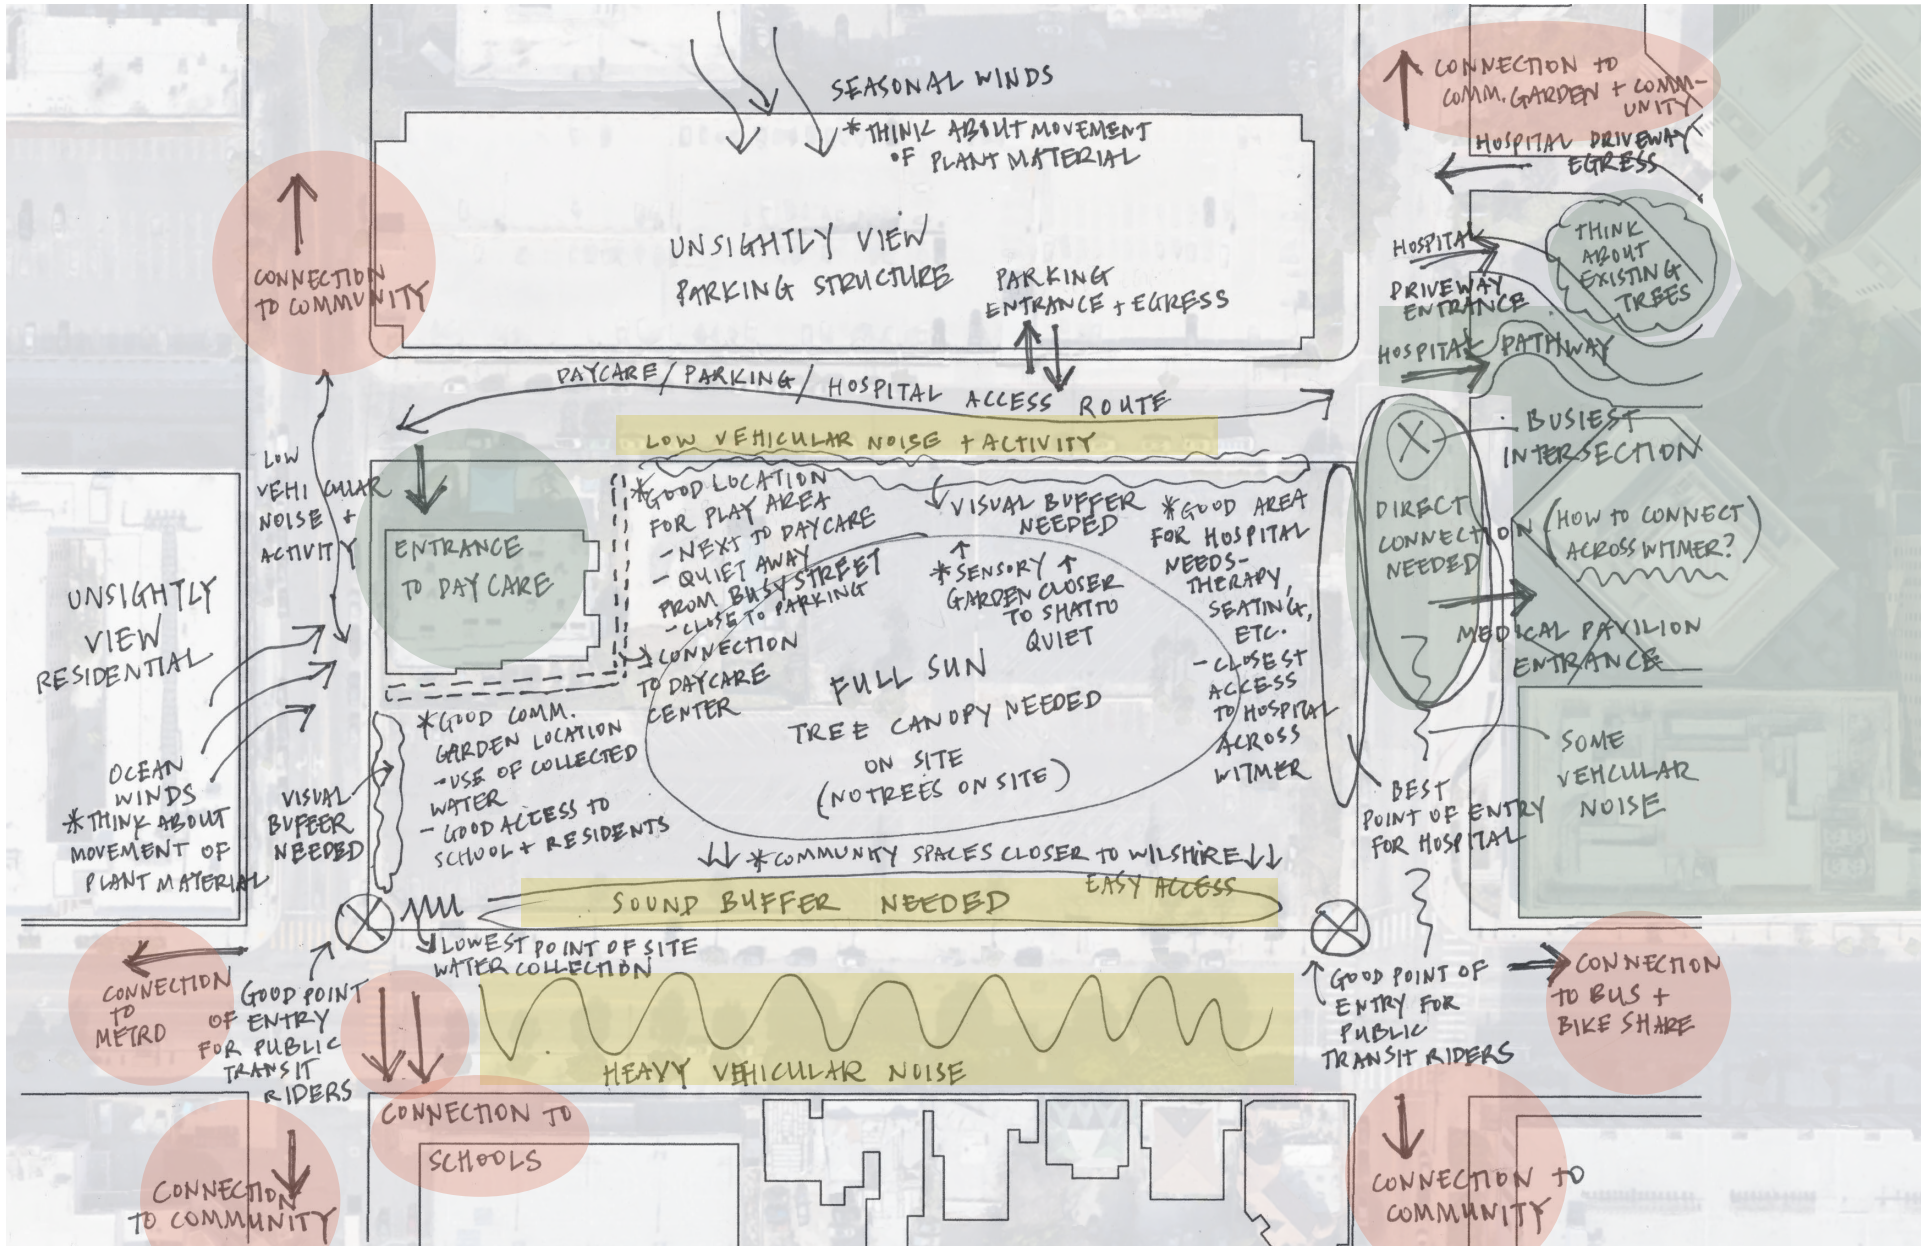 SEASONAL WINDS
*THINK ABOUT MOVEMENT
OF PLANT MATERIAL
CONNECTION TO
COMM. GARDEN + COMM-
UNITY
HOSPITAL DRIVEWAY
EGRESS
CONNECTION
TO COMMUNITY
UNSIGHTLY VIEW
PARKING STRUCTURE
PARKING
ENTRANCE + EGRESS
HOSPITAL
DRIVEWAY
ENTRANCE
THINK
ABOUT
EXISTING
TREES
HOSPITAL PATHWAY
DAYCARE / PARKING / HOSPITAL ACCESS ROUTE
LOW VEHICULAR NOISE + ACTIVITY
BUSIEST
INTERSECTION
LOW
VEHICULAR
NOISE +
ACTIVITY
ENTRANCE
TO DAYCARE
*GOOD LOCATION
FOR PLAY AREA
- NEXT TO DAYCARE
- QUIET AWAY
FROM BUSY STREET
- CLOSE TO PARKING
CONNECTION
TO DAYCARE
CENTER
VISUAL BUFFER
NEEDED
*SENSORY
GARDEN CLOSER
TO SHATTO
QUIET
*GOOD AREA
FOR HOSPITAL
NEEDS-
THERAPY,
SEATING,
ETC.
- CLOSEST
ACCESS
TO HOSPITAL
ACROSS
WITMER
DIRECT
CONNECTION
NEEDED
(HOW TO CONNECT
ACROSS WITMER?)
MEDICAL PAVILION
ENTRANCE
UNSIGHTLY
VIEW
RESIDENTIAL
FULL SUN
TREE CANOPY NEEDED
ON SITE
(NO TREES ON SITE)
*GOOD COMM.
GARDEN LOCATION
- USE OF COLLECTED
WATER
- GOOD ACCESS TO
SCHOOL + RESIDENTS
OCEAN
WINDS
*THINK ABOUT
MOVEMENT OF
PLANT MATERIAL
VISUAL
BUFFER
NEEDED
SOME
VEHICULAR
NOISE
BEST
POINT OF ENTRY
FOR HOSPITAL
*COMMUNITY SPACES CLOSER TO WILSHIRE
EASY ACCESS
SOUND BUFFER NEEDED
LOWEST POINT OF SITE
WATER COLLECTION
CONNECTION
TO
METRO
GOOD POINT
OF ENTRY
FOR PUBLIC
TRANSIT
RIDERS
HEAVY VEHICULAR NOISE
GOOD POINT OF
ENTRY FOR
PUBLIC
TRANSIT RIDERS
CONNECTION
TO BUS +
BIKE SHARE
CONNECTION TO
SCHOOLS
CONNECTION
TO COMMUNITY
CONNECTION TO
COMMUNITY